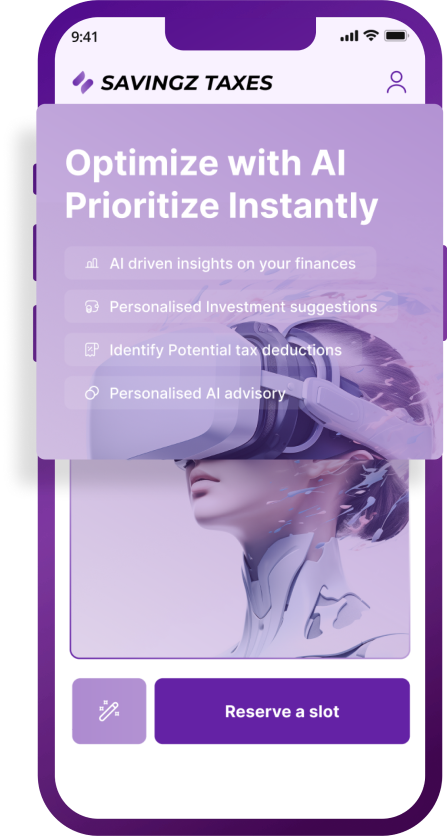 9:41
SAVINGZ TAXES
Optimize with AI
Prioritize Instantly
AI driven insights on your finances
Personalised Investment suggestions
Identify Potential tax deductions
Personalised AI advisory
Reserve a slot